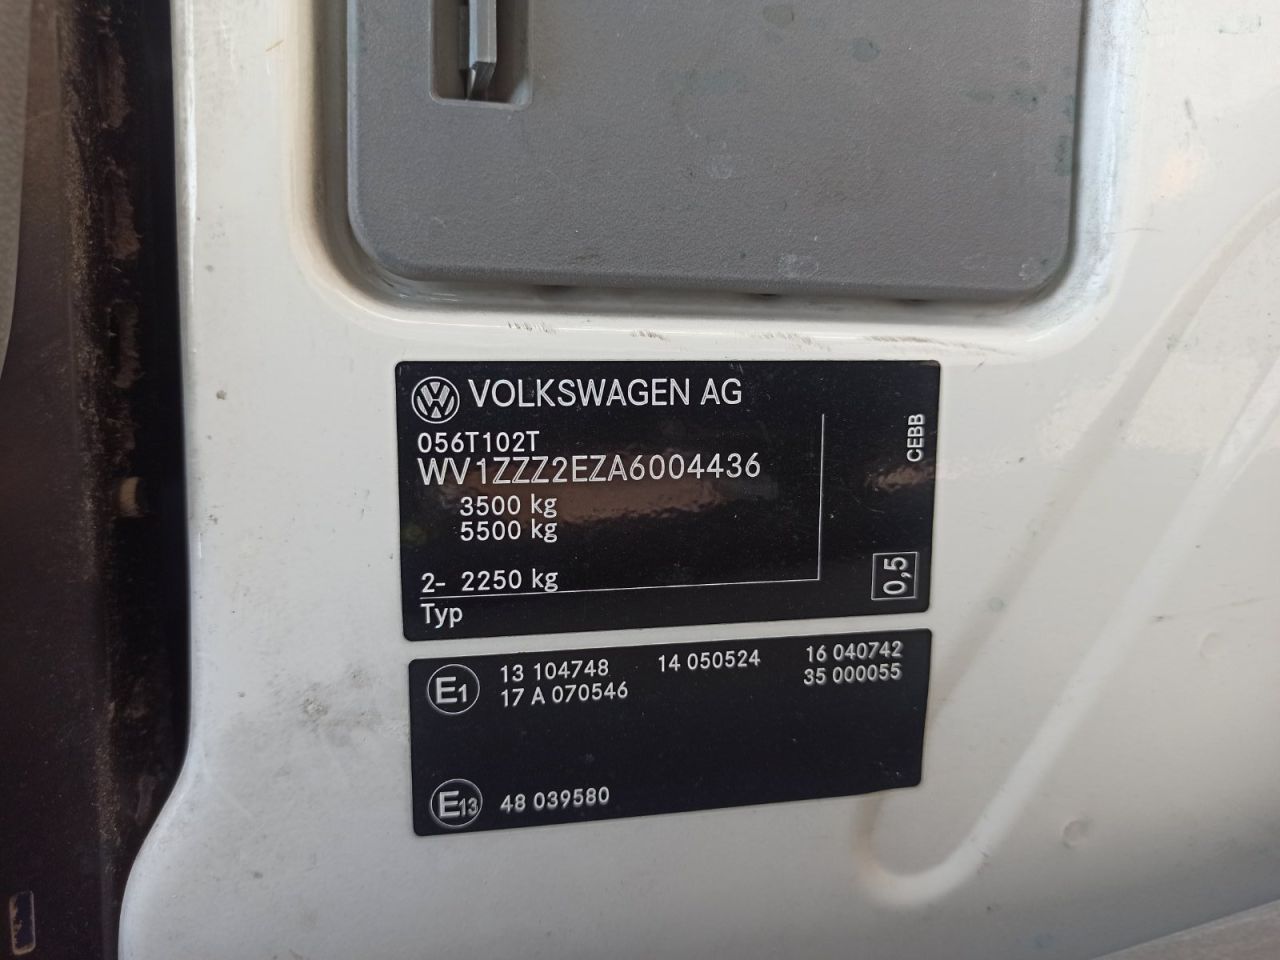 VOLKSWAGEN AG
056T102T
WV1ZZZ2EZA6004436
3500 kg
5500 kg
2- 2250 kg
Typ
CEBB
0,5
E1 13 104748 14 050524 16 040742
17 A 070546 35 000055
E13 48 039580